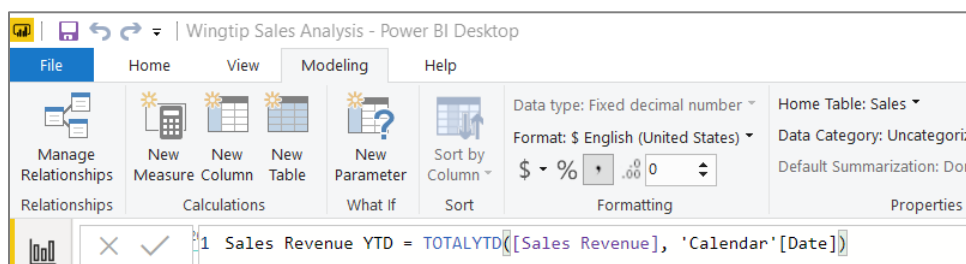 Wingtip Sales Analysis - Power BI Desktop
File Home View Modeling Help
Manage Relationships
New Measure
New Column
New Table
New Parameter
Sort by Column
Data type: Fixed decimal number
Format: $ English (United States)
$ % , .00 0
Home Table: Sales
Data Category: Uncategoriz
Default Summarization: Don
Relationships Calculations What If Sort Formatting Properties
1 Sales Revenue YTD = TOTALYTD([Sales Revenue], 'Calendar'[Date])